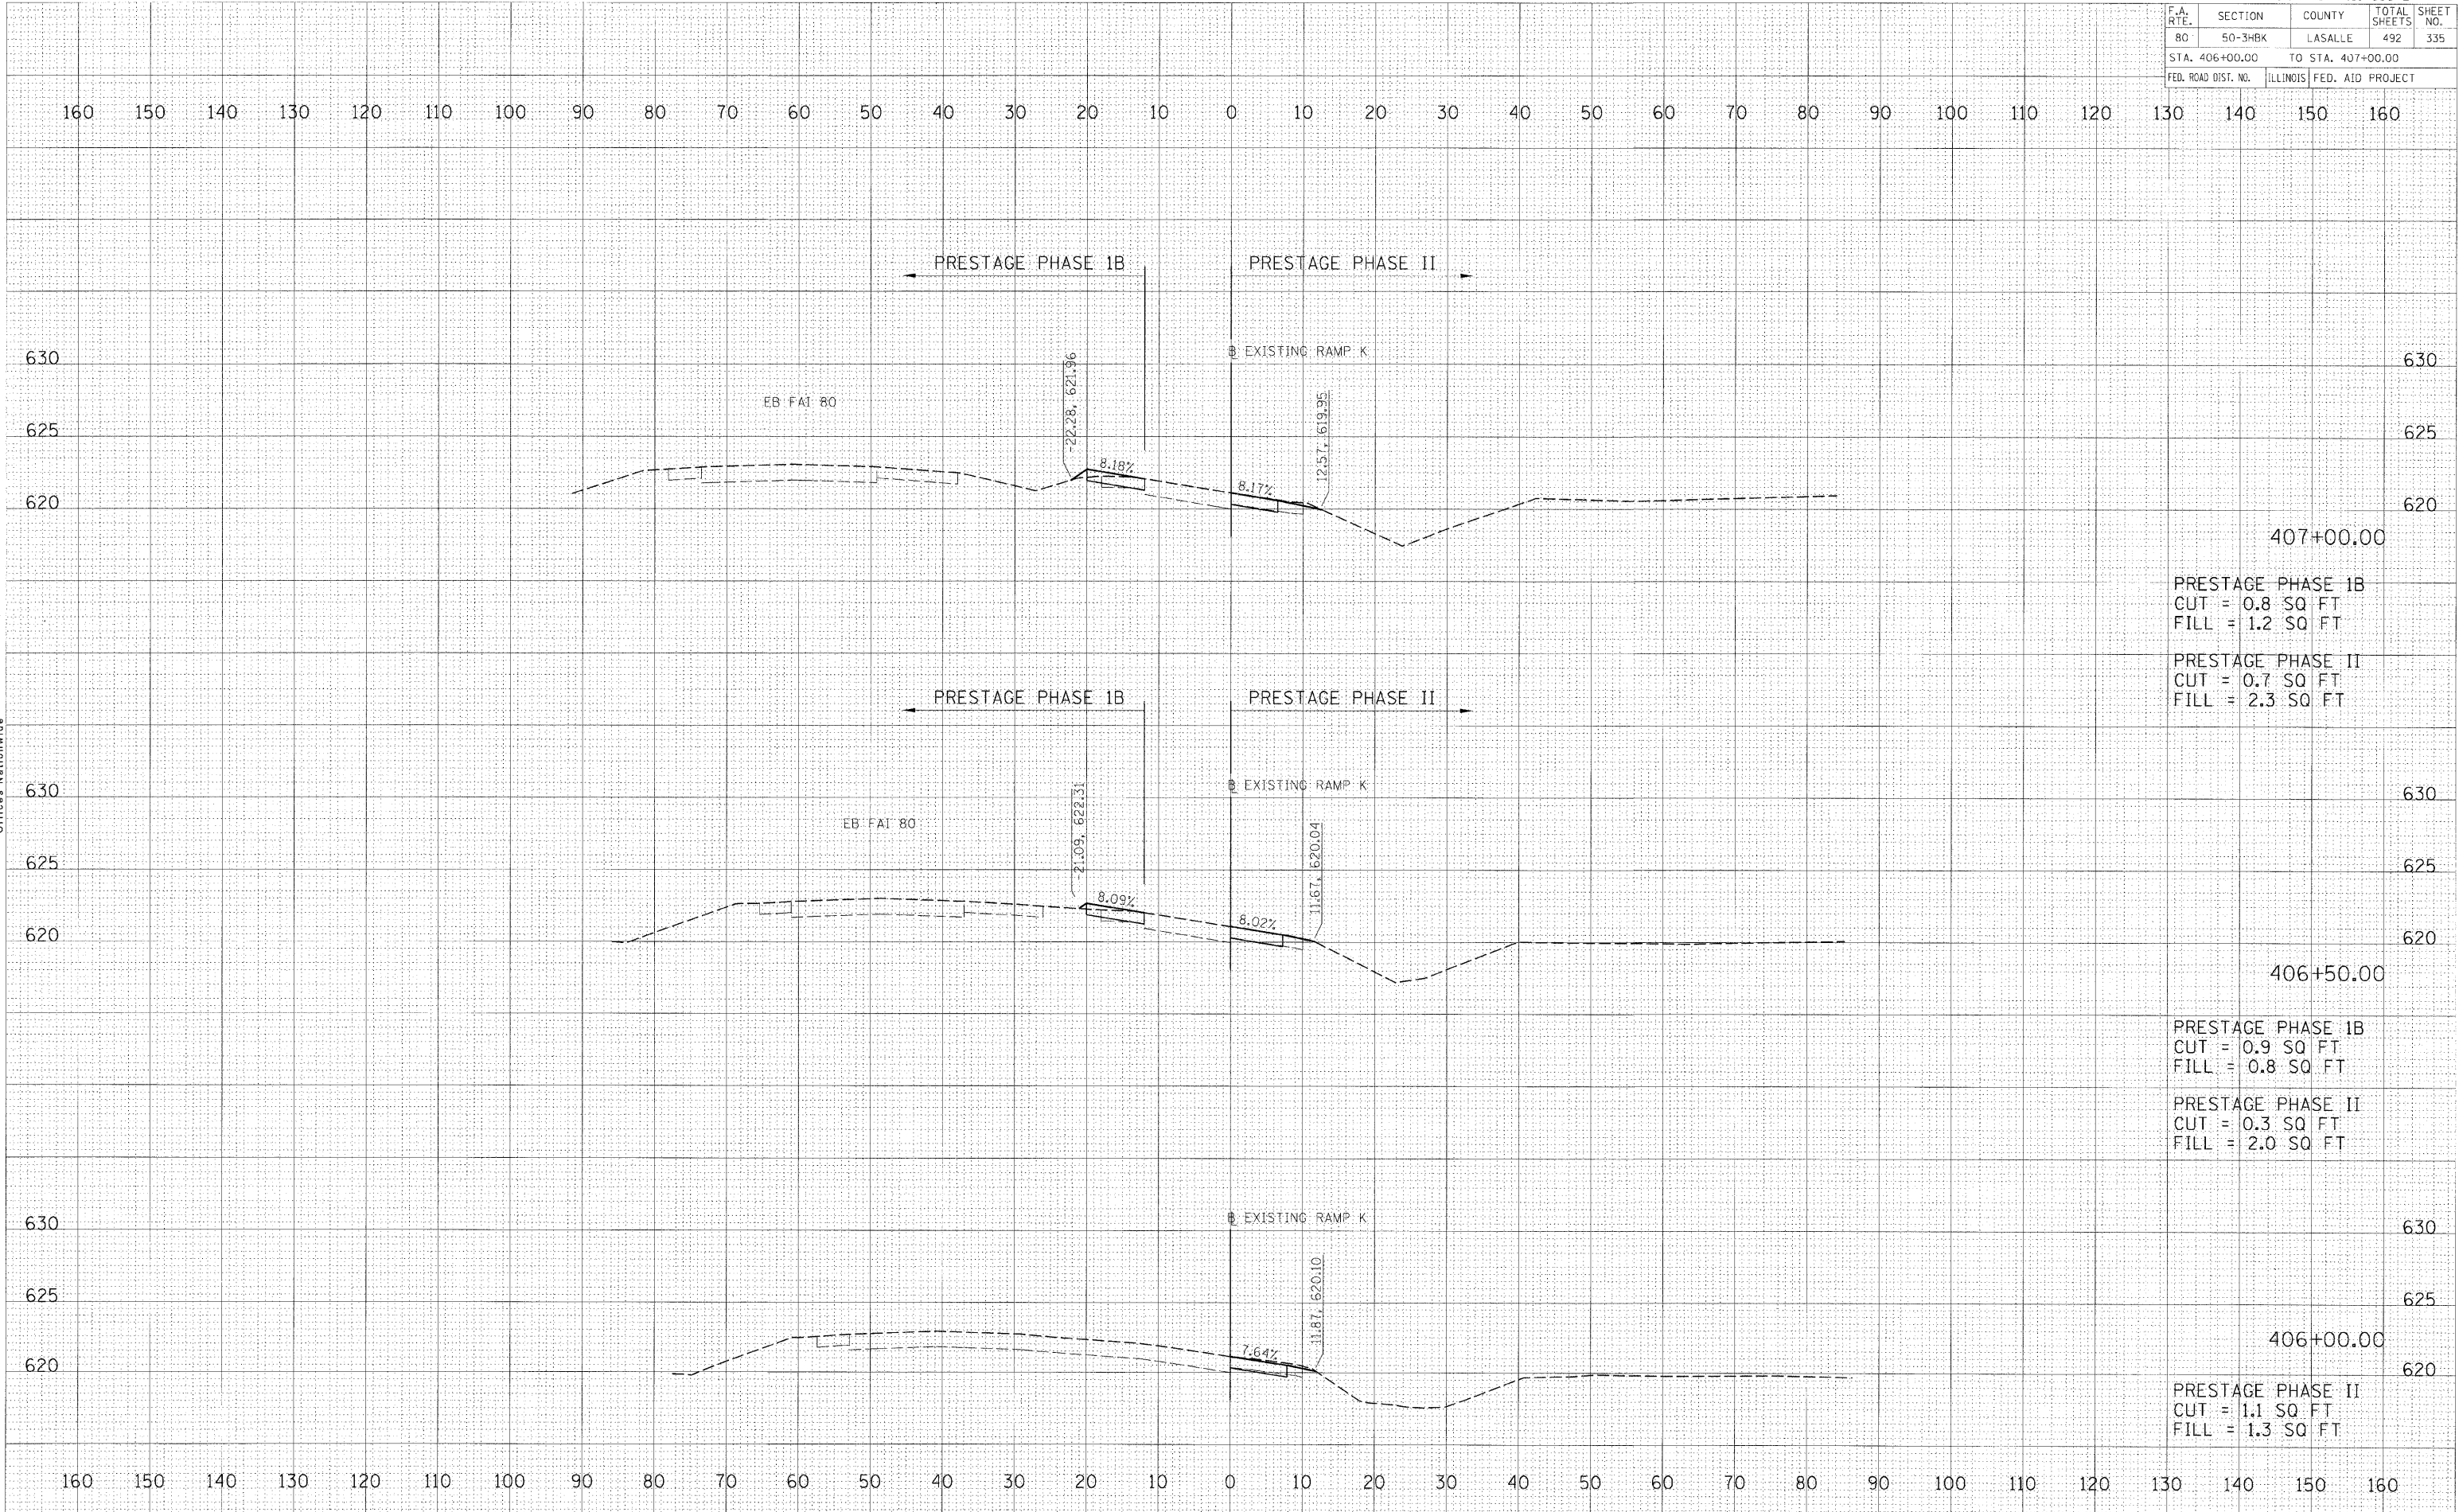 F.A. RTE. SECTION COUNTY TOTAL SHEETS SHEET NO.
80 50-3HBK LASALLE 492 335
STA. 406+00.00 TO STA. 407+00.00
FED. ROAD DIST. NO. ILLINOIS FED. AID PROJECT
160 150 140 130 120 110 100 90 80 70 60 50 40 30 20 10 0 10 20 30 40 50 60 70 80 90 100 110 120 130 140 150 160
PRESTAGE PHASE 1B PRESTAGE PHASE II
630 630
EXISTING RAMP K
-22.28, 621.96
EB FAI 80
12.57, 619.95
625 625
8.18%
8.17%
620 620
407+00.00
PRESTAGE PHASE 1B
CUT = 0.8 SQ FT
FILL = 1.2 SQ FT
PRESTAGE PHASE II
CUT = 0.7 SQ FT
FILL = 2.3 SQ FT
PRESTAGE PHASE 1B PRESTAGE PHASE II
Offices Nationwide
630 630
EXISTING RAMP K
-21.09, 622.31
EB FAI 80
11.67, 620.04
625 625
8.09%
8.02%
620 620
406+50.00
PRESTAGE PHASE 1B
CUT = 0.9 SQ FT
FILL = 0.8 SQ FT
PRESTAGE PHASE II
CUT = 0.3 SQ FT
FILL = 2.0 SQ FT
630 630
EXISTING RAMP K
11.87, 620.10
625 625
406+00.00
7.64%
620 620
PRESTAGE PHASE II
CUT = 1.1 SQ FT
FILL = 1.3 SQ FT
160 150 140 130 120 110 100 90 80 70 60 50 40 30 20 10 0 10 20 30 40 50 60 70 80 90 100 110 120 130 140 150 160